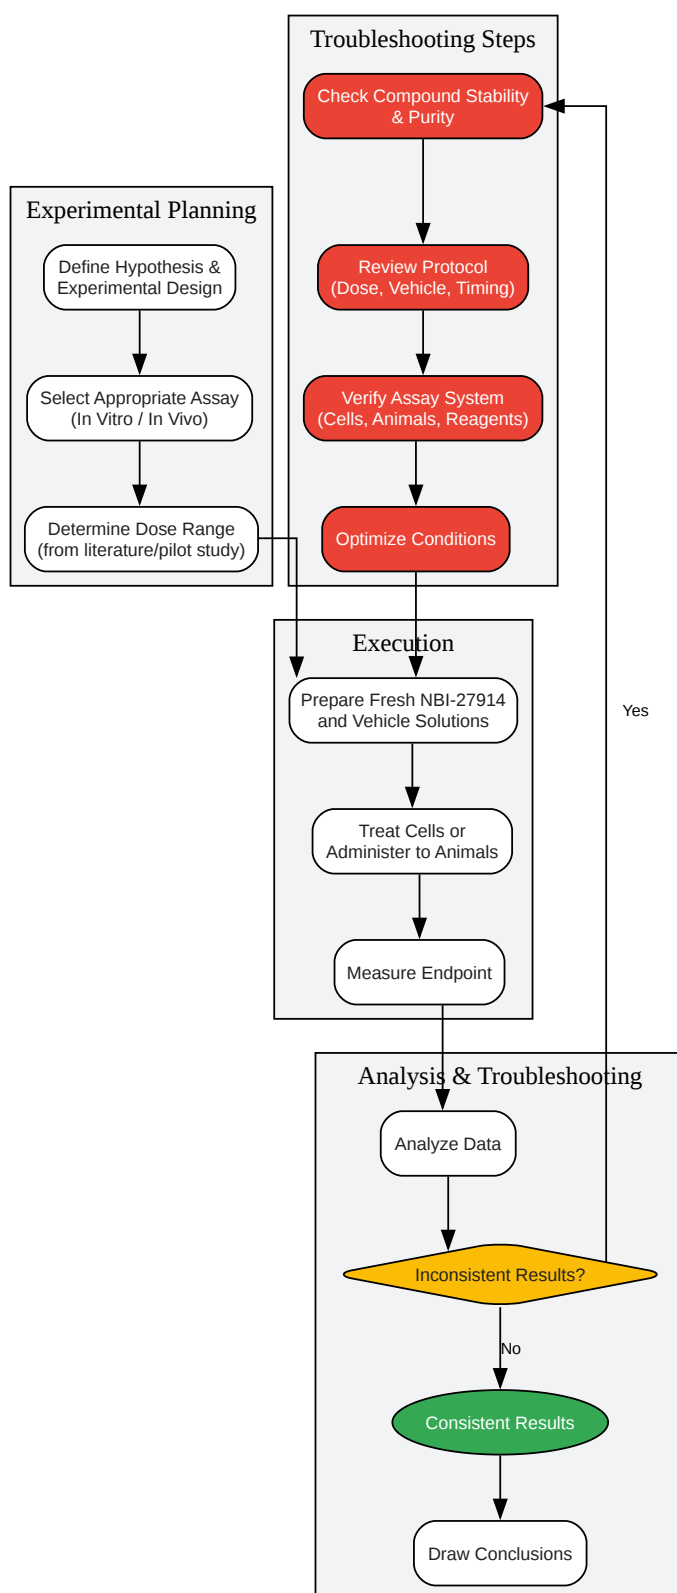 Troubleshooting Steps
Check Compound Stability
& Purity
Review Protocol
(Dose, Vehicle, Timing)
Verify Assay System
(Cells, Animals, Reagents)
Optimize Conditions
Experimental Planning
Define Hypothesis &
Experimental Design
Select Appropriate Assay
(In Vitro / In Vivo)
Determine Dose Range
(from literature/pilot study)
Execution
Prepare Fresh NBI-27914
and Vehicle Solutions
Treat Cells or
Administer to Animals
Measure Endpoint
Yes
Analysis & Troubleshooting
Analyze Data
Inconsistent Results?
No
Consistent Results
Draw Conclusions